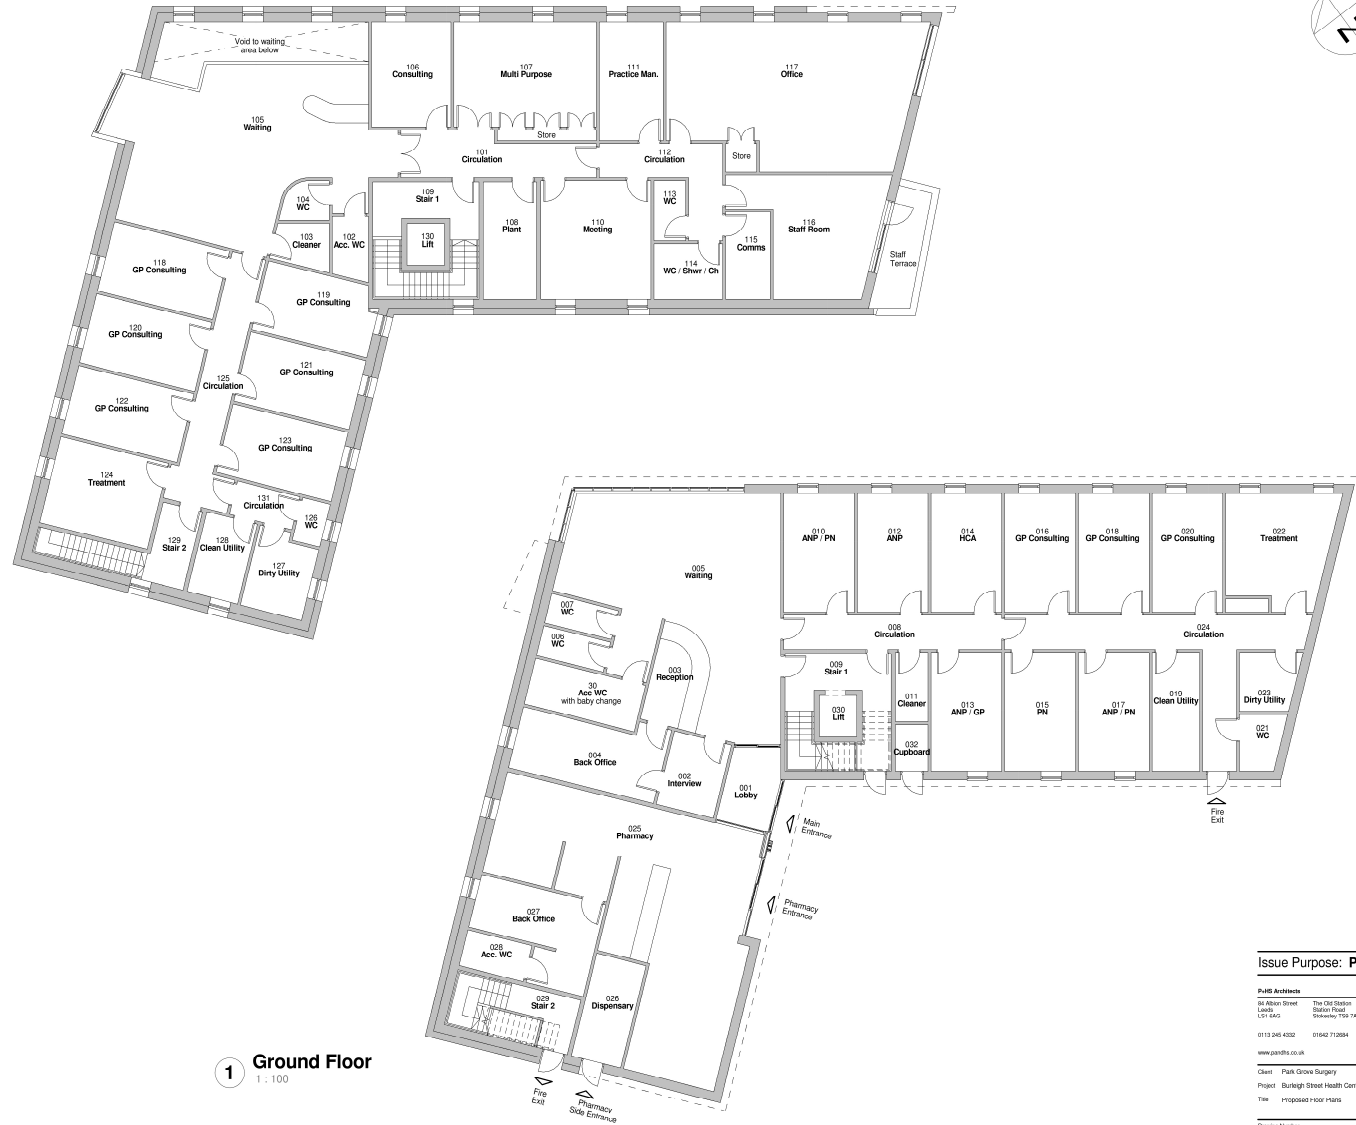 Void to waiting
area below
106
Consulting
107
Multi Purpose
111
Practice Man.
117
Office
105
Waiting
Store
101
Circulation
112
Circulation
Store
104
WC
109
Stair 1
113
WC
103
Cleaner
102
Acc. WC
130
Lift
108
Plant
110
Meeting
115
Comms
116
Staff Room
114
WC / Shwr / Ch
Staff
Terrace
118
GP Consulting
119
GP Consulting
120
GP Consulting
121
GP Consulting
125
Circulation
122
GP Consulting
123
GP Consulting
124
Treatment
131
Circulation
126
WC
129
Stair 2
128
Clean Utility
127
Dirty Utility
010
ANP / PN
012
ANP
014
HCA
016
GP Consulting
018
GP Consulting
020
GP Consulting
022
Treatment
005
Waiting
007
WC
006
WC
008
Circulation
024
Circulation
003
Reception
009
Stair 1
30
Acc WC
with baby change
011
Cleaner
013
ANP / GP
015
PN
017
ANP / PN
019
Clean Utility
023
Dirty Utility
030
Lift
021
WC
032
Cupboard
004
Back Office
002
Interview
001
Lobby
Fire
Exit
Main
Entrance
025
Pharmacy
Pharmacy
Entrance
027
Back Office
028
Acc. WC
029
Stair 2
026
Dispensary
Fire
Exit
Pharmacy
Side Entrance
1
Ground Floor
1 : 100
Issue Purpose: P
P+HS Architects
84 Albion Street
Leeds
LS1 6AG
The Old Station
Station Road
Stokesley TS9 7A
0113 245 4332
01642 712684
www.pandhs.co.uk
Client Park Grove Surgery
Project Burleigh Street Health Cen
Title Proposed Floor Plans